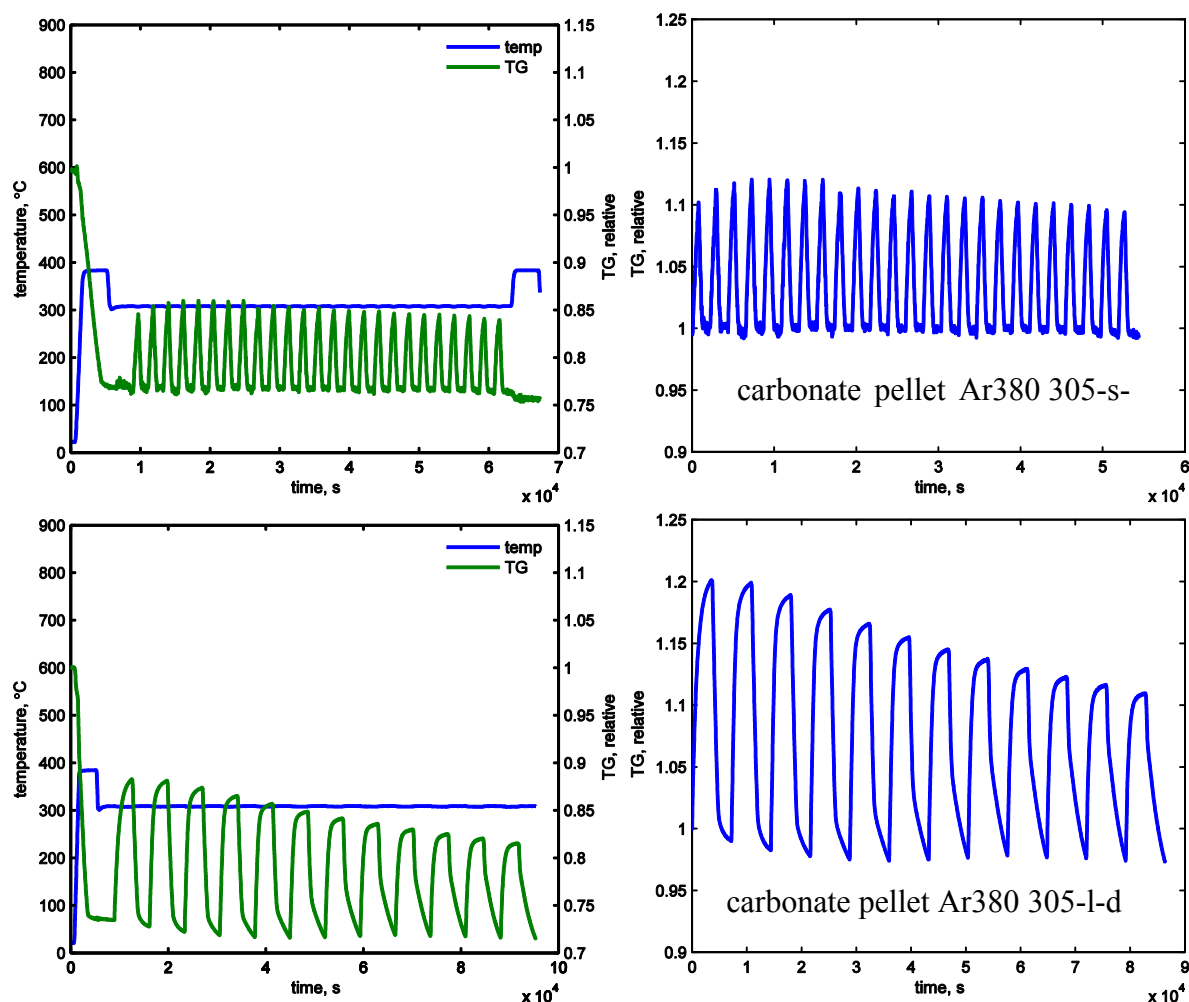 900
800
700
600
500
400
300
200
100
0
temperature, °C
temp
TG
1.15
1.1
1.05
1
0.95
0.9
0.85
0.8
0.75
0.7
TG, relative
0 1 2 3 4 5 6 7
x 10⁴
time, s
1.25
1.2
1.15
1.1
1.05
1
0.95
0.9
TG, relative
carbonate pellet Ar380 305-s-
0 1 2 3 4 5 6
x 10⁴
time, s
900
800
700
600
500
400
300
200
100
0
temperature, °C
temp
TG
1.15
1.1
1.05
1
0.95
0.9
0.85
0.8
0.75
0.7
TG, relative
0 2 4 6 8 10
x 10⁴
time, s
1.25
1.2
1.15
1.1
1.05
1
0.95
0.9
TG, relative
carbonate pellet Ar380 305-l-d
0 1 2 3 4 5 6 7 8 9
x 10⁴
time, s